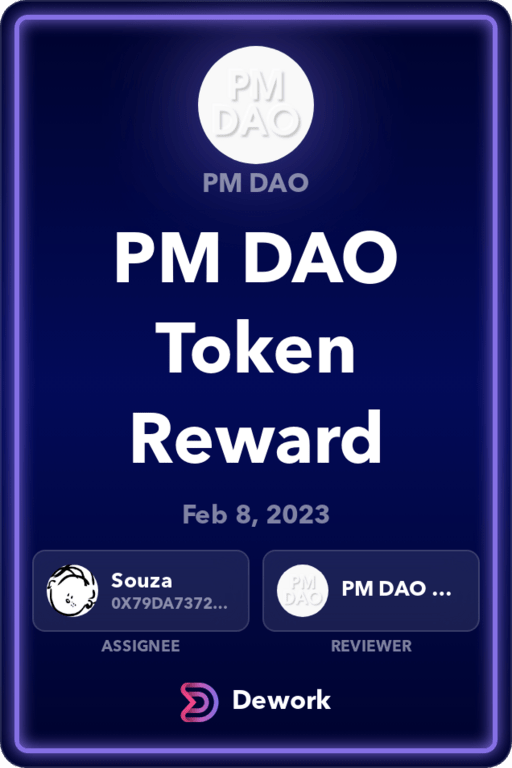 PM
DAO
PM DAO
PM DAO
Token
Reward
Feb 8, 2023
Souza
0X79DA7372...
ASSIGNEE
PM
DAO
PM DAO ...
REVIEWER
Dework